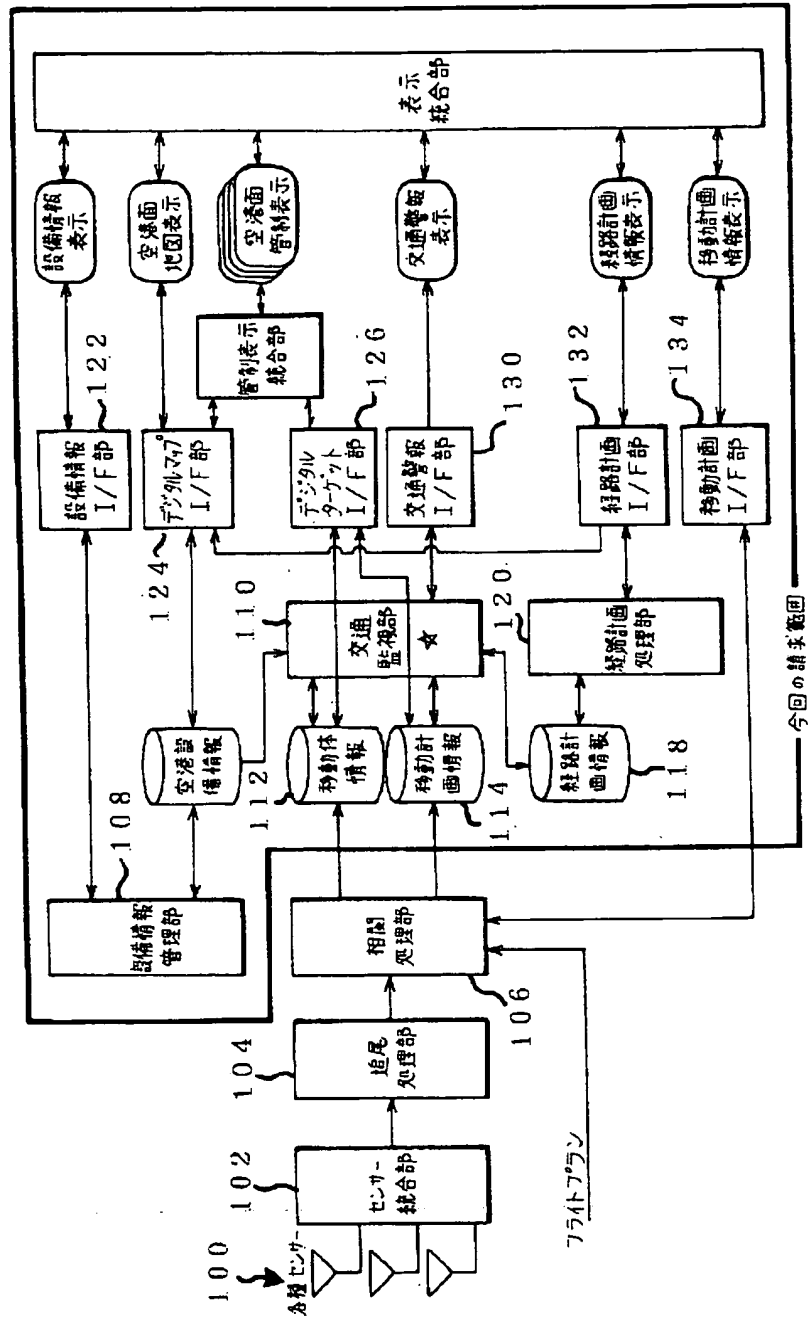 100
各種センサー
102
センサー
統合部
104
追尾
処理部
フライトプラン
106
相関
処理部
108
設備情報
管理部
空港設
備情報
112
移動体
情報
114
移動計
画情報
118
経路計
画情報
110
交通
監視部
☆
120
経路計画
処理部
122
設備情報
I/F部
124
デジタルマップ
I/F部
126
デジタル
ターゲット
I/F部
130
交通警報
I/F部
132
経路計画
I/F部
134
移動計画
I/F部
管制表示
統合部
設備情報
表示
空港面
地図表示
空港面
管制表示
交通警報
表示
経路計画
情報表示
移動計画
情報表示
表示
統合部
今回の請求範囲